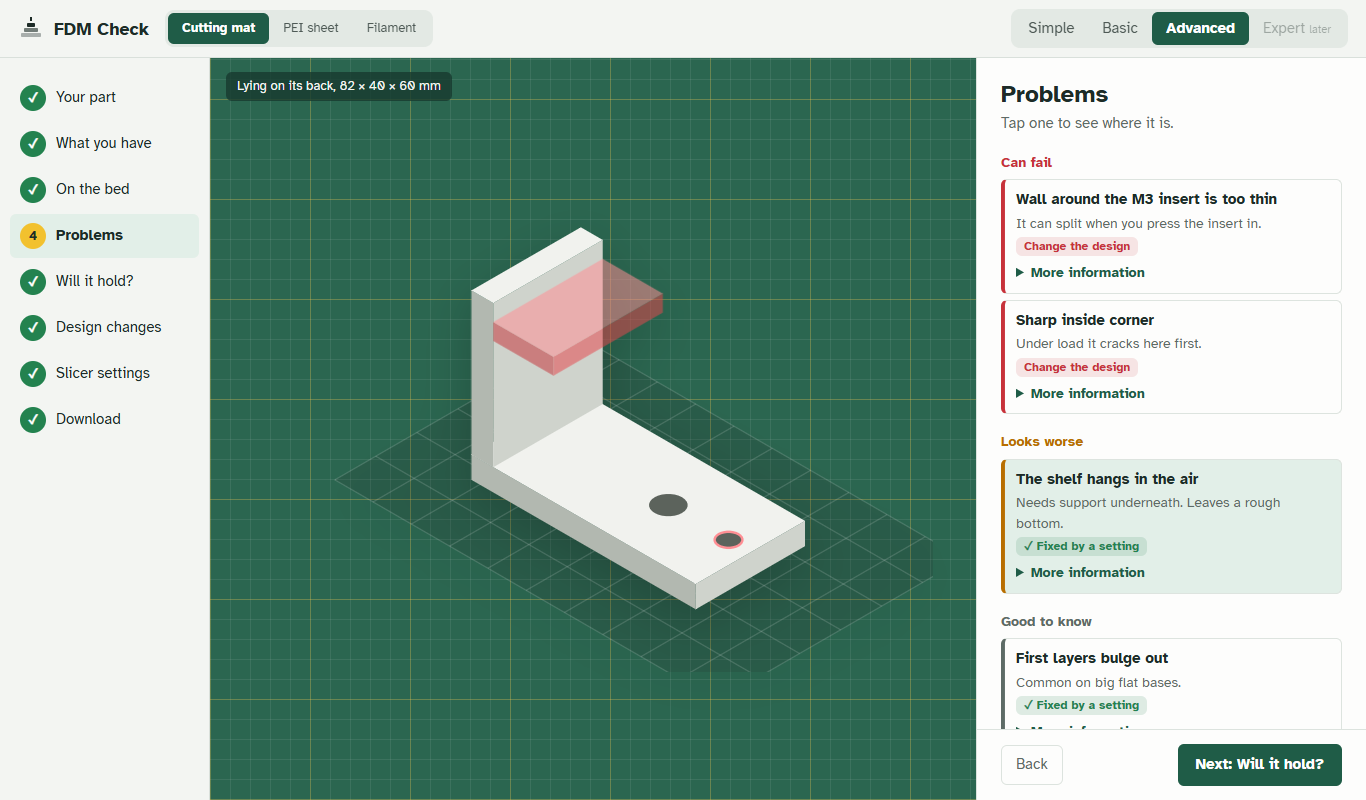 FDM Check
Cutting mat
PEI sheet
Filament
Simple
Basic
Advanced
Expert later
Your part
What you have
On the bed
4
Problems
Will it hold?
Design changes
Slicer settings
Download
Lying on its back, 82 × 40 × 60 mm
Problems
Tap one to see where it is.
Can fail
Wall around the M3 insert is too thin
It can split when you press the insert in.
Change the design
More information
Sharp inside corner
Under load it cracks here first.
Change the design
More information
Looks worse
The shelf hangs in the air
Needs support underneath. Leaves a rough
bottom.
✓ Fixed by a setting
More information
Good to know
First layers bulge out
Common on big flat bases.
✓ Fixed by a setting
Back
Next: Will it hold?